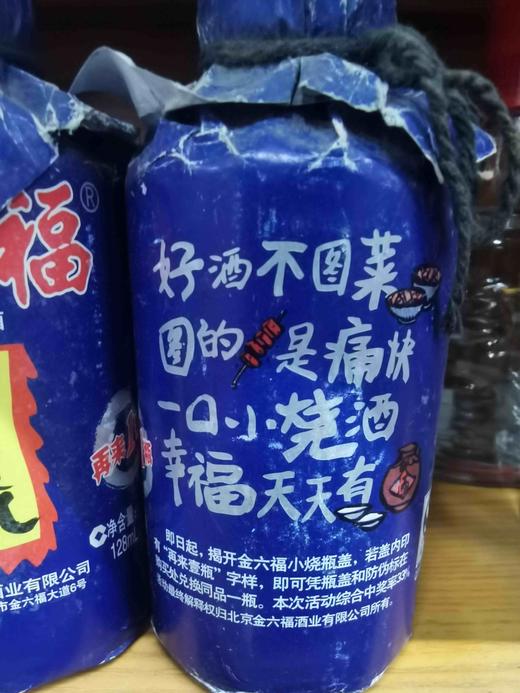 福®
酒
再来
净含量
128mL
酒业有限公司
市金六福大道6号
好酒不图菜
图的是痛快
一口小烧酒
幸福天天有
即日起，揭开金六福小烧瓶盖，若盖内印
有“再来壹瓶”字样，即可凭瓶盖和防伪标在
购买处兑换同品一瓶。本次活动综合中奖率33%
活动最终解释权归北京金六福酒业有限公司所有。